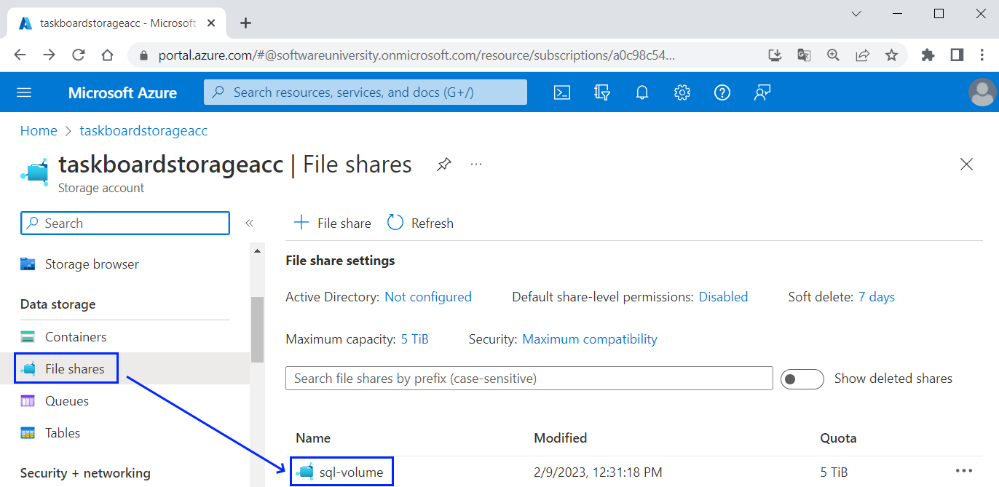 taskboardstorageacc - Microsoft
portal.azure.com/#@softwareuniversity.onmicrosoft.com/resource/subscriptions/a0c98c54...
Microsoft Azure
Search resources, services, and docs (G+/)
Home > taskboardstorageacc
taskboardstorageacc | File shares
Storage account
Search
File share
Refresh
Storage browser
Data storage
Containers
File shares
Queues
Tables
Security + networking
File share settings
Active Directory: Not configured
Default share-level permissions: Disabled
Soft delete: 7 days
Maximum capacity: 5 TiB
Security: Maximum compatibility
Search file shares by prefix (case-sensitive)
Show deleted shares
Name Modified Quota
sql-volume 2/9/2023, 12:31:18 PM 5 TiB